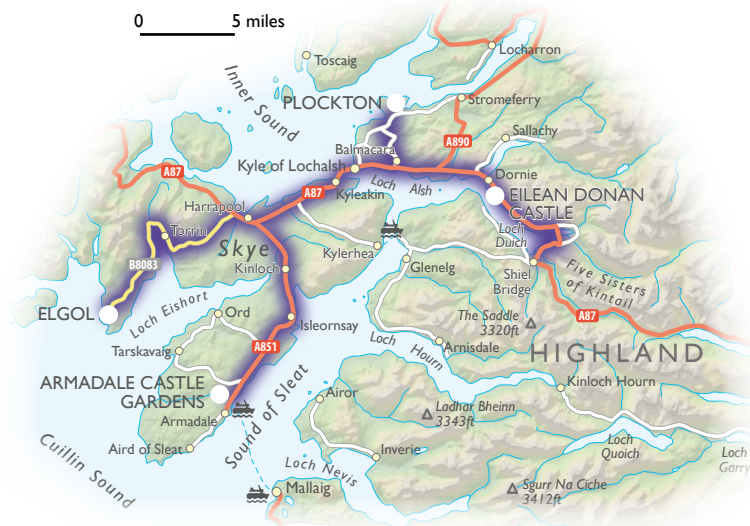 0 5 miles
Toscaig
Locharron
Inner Sound
PLOCKTON
Stromeferry
Sallachy
A890
Balmacara
Kyle of Lochalsh
A87
A87
Loch Alsh
Dornie
Kyleakin
EILEAN DONAN
CASTLE
Harrapool
Torrin
Skye
Loch
Duich
Kylerhea
B8083
Kinloch
Glenelg
Shiel
Bridge
Five Sisters
of Kintail
ELGOL
Loch Eishort
Ord
Isleornsay
The Saddle
3320ft
A87
Tarskavaig
A851
Loch Hourn
Arnisdale
HIGHLAND
ARMADALE CASTLE
GARDENS
Kinloch Hourn
Airor
Ladhar Bheinn
3343ft
Armadale
Sound of Sleat
Aird of Sleat
Cuillin Sound
Inverie
Loch
Quoich
Loch
Garry
Loch Nevis
Mallaig
Sgurr Na Ciche
3412ft